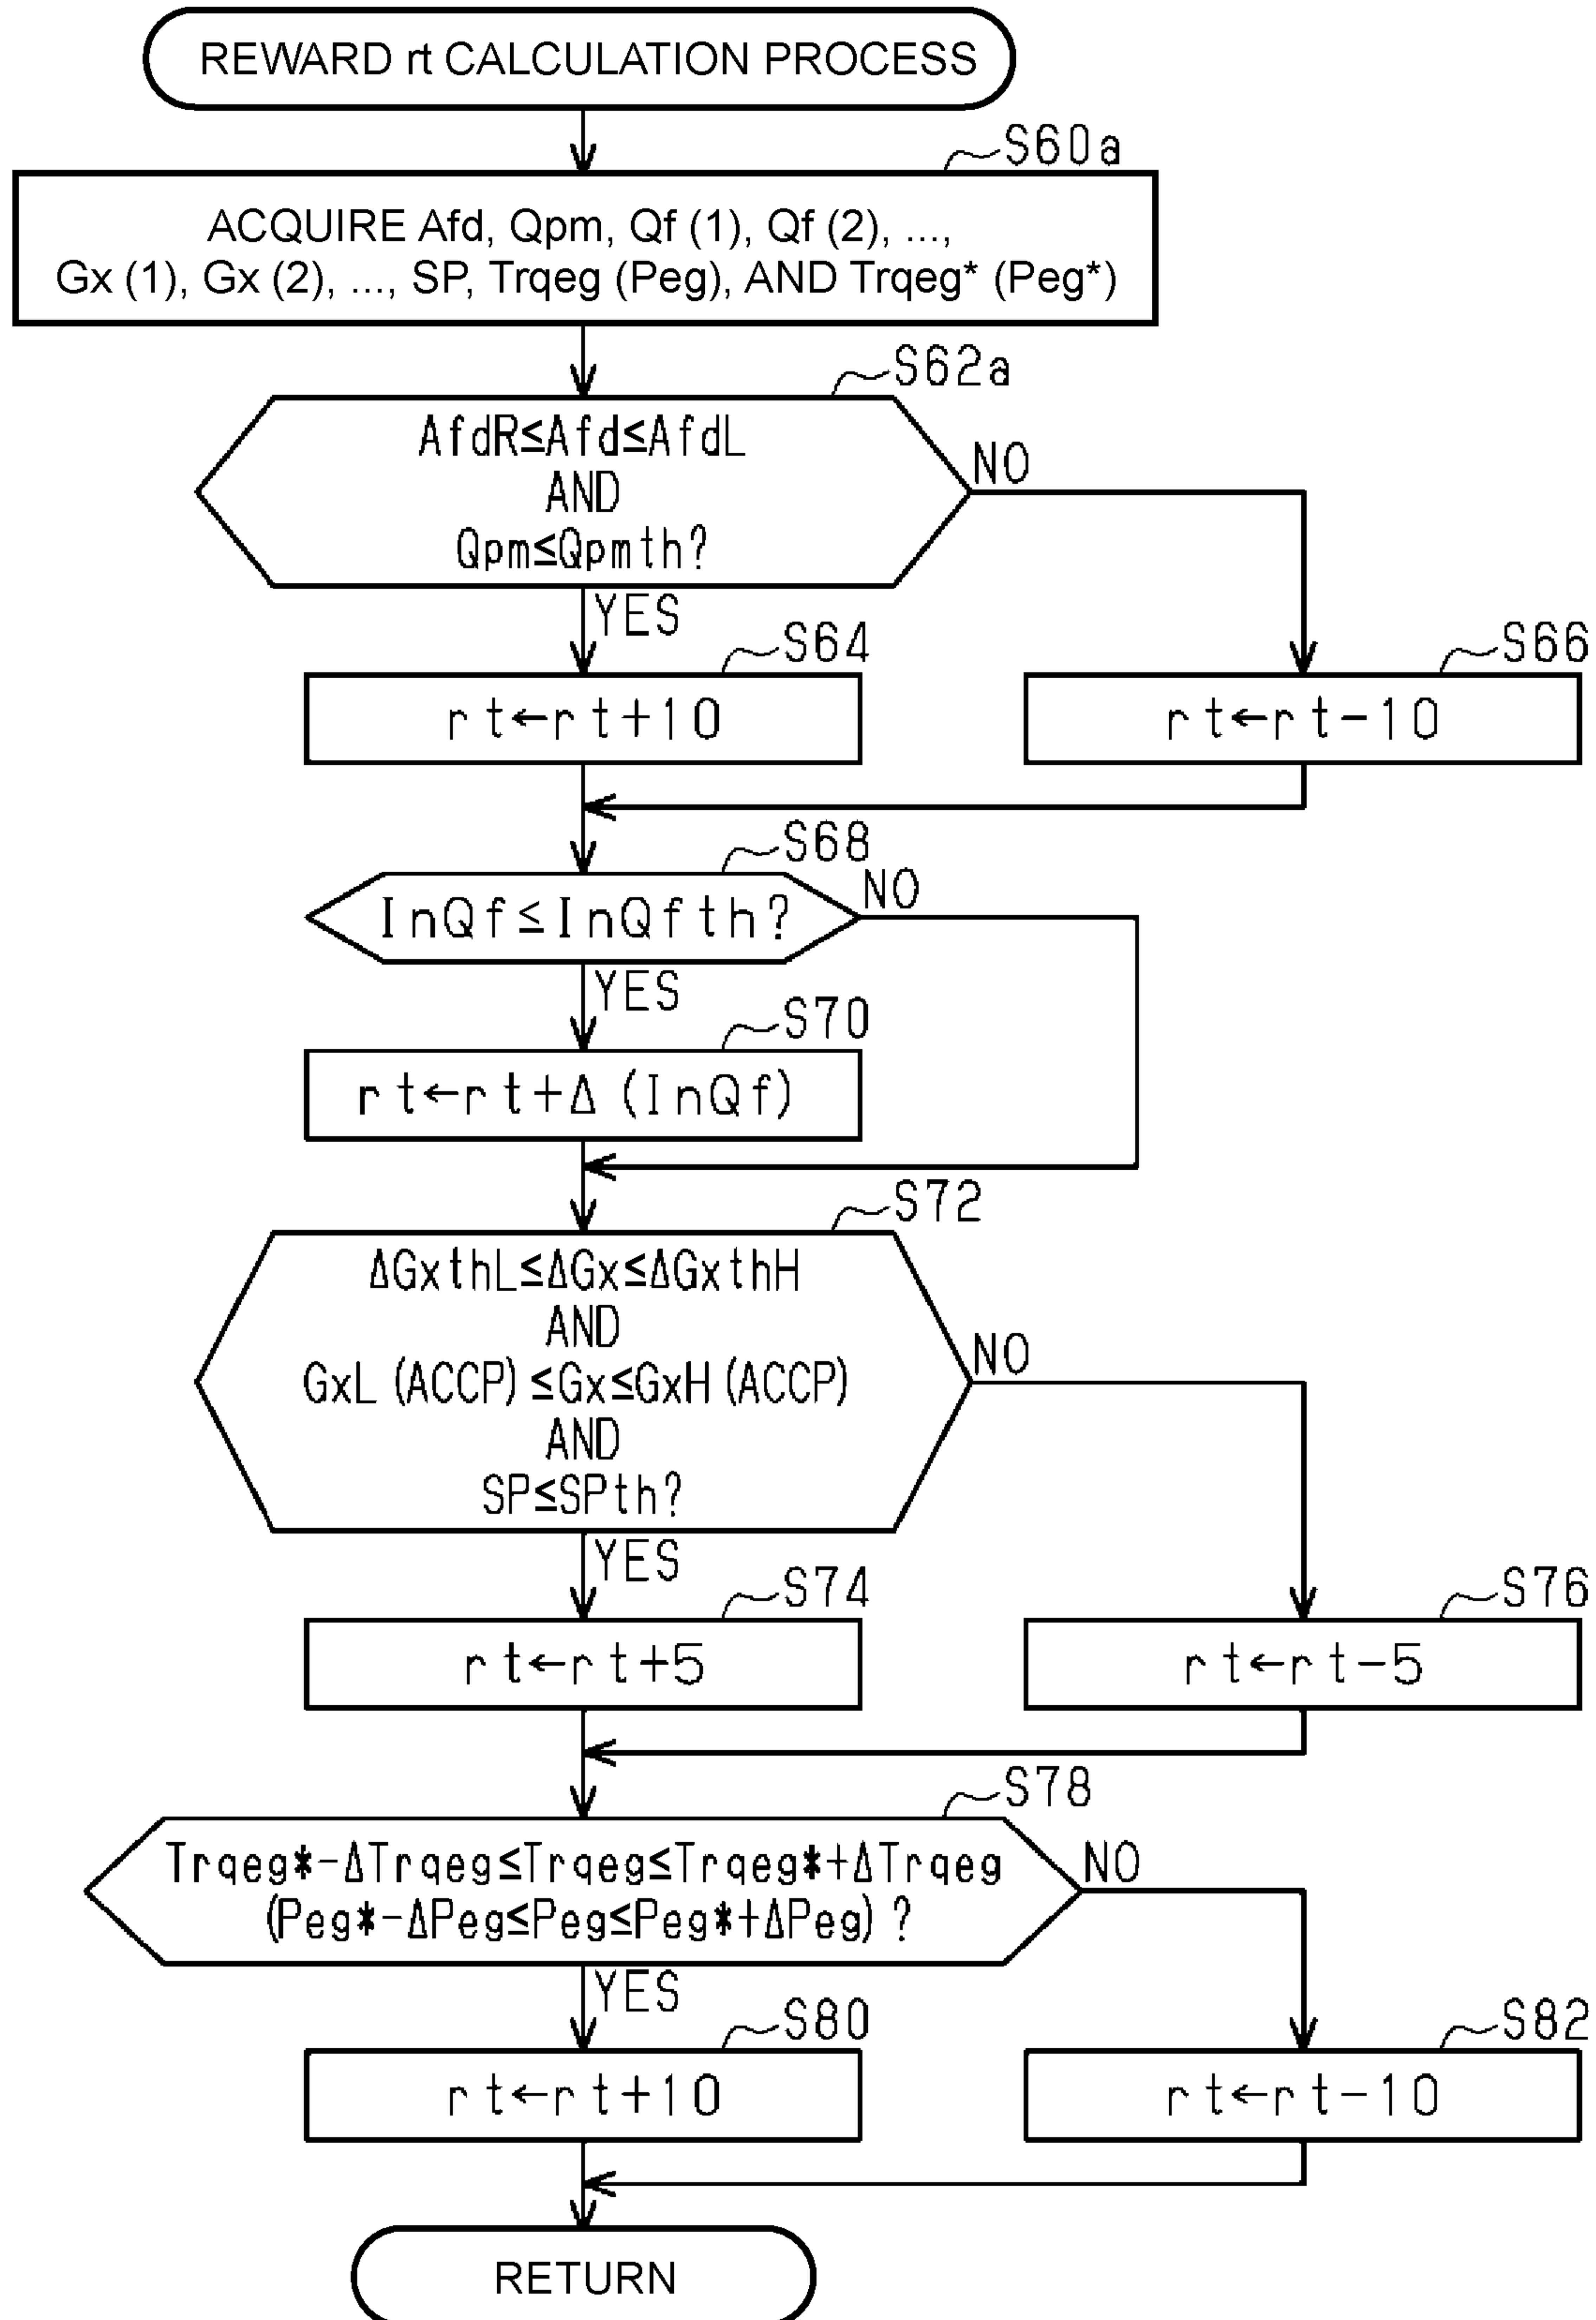 REWARD rt CALCULATION PROCESS
S60a
ACQUIRE Afd, Qpm, Qf (1), Qf (2), ...,
Gx (1), Gx (2), ..., SP, Trqeg (Peg), AND Trqeg* (Peg*)
S62a
AfdR≤Afd≤AfdL
AND
Qpm≤Qpmth?
NO
YES
S64
rt←rt+10
S66
rt←rt-10
S68
InQf≤InQfth?
NO
YES
S70
rt←rt+Δ(InQf)
S72
ΔGxthL≤ΔGx≤ΔGxthH
AND
GxL(ACCP)≤Gx≤GxH(ACCP)
AND
SP≤SPth?
NO
YES
S74
rt←rt+5
S76
rt←rt-5
S78
Trqeg*-ΔTrqeg≤Trqeg≤Trqeg*+ΔTrqeg
(Peg*-ΔPeg≤Peg≤Peg*+ΔPeg)?
NO
YES
S80
rt←rt+10
S82
rt←rt-10
RETURN